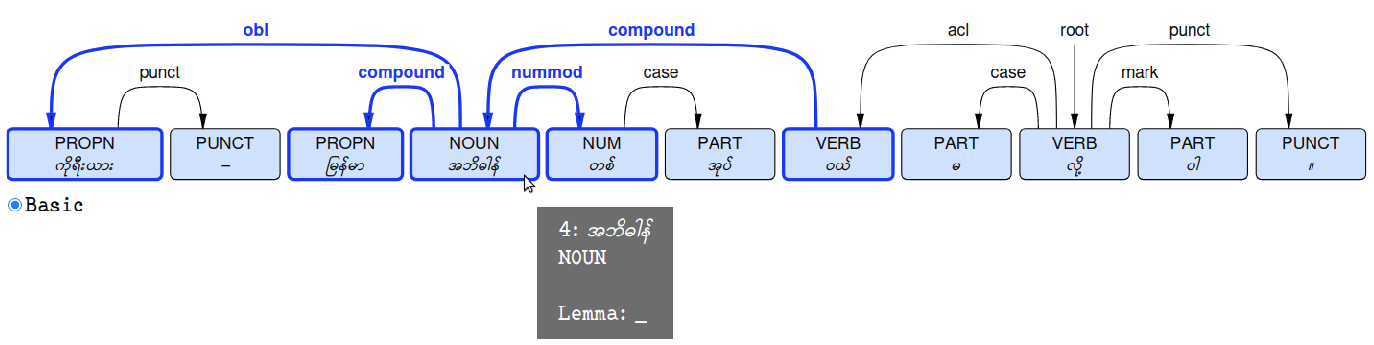 obl compound acl root punct
punct compound nummod case case mark
PROPN PUNCT PROPN NOUN NUM PART VERB PART VERB PART PUNCT
ကိုရီးယား – မြန်မာ အဘိဓါန် တစ် အုပ် ဝယ် မ လို့ ပါ ။
Basic
4: အဘိဓါန်
NOUN
Lemma: _